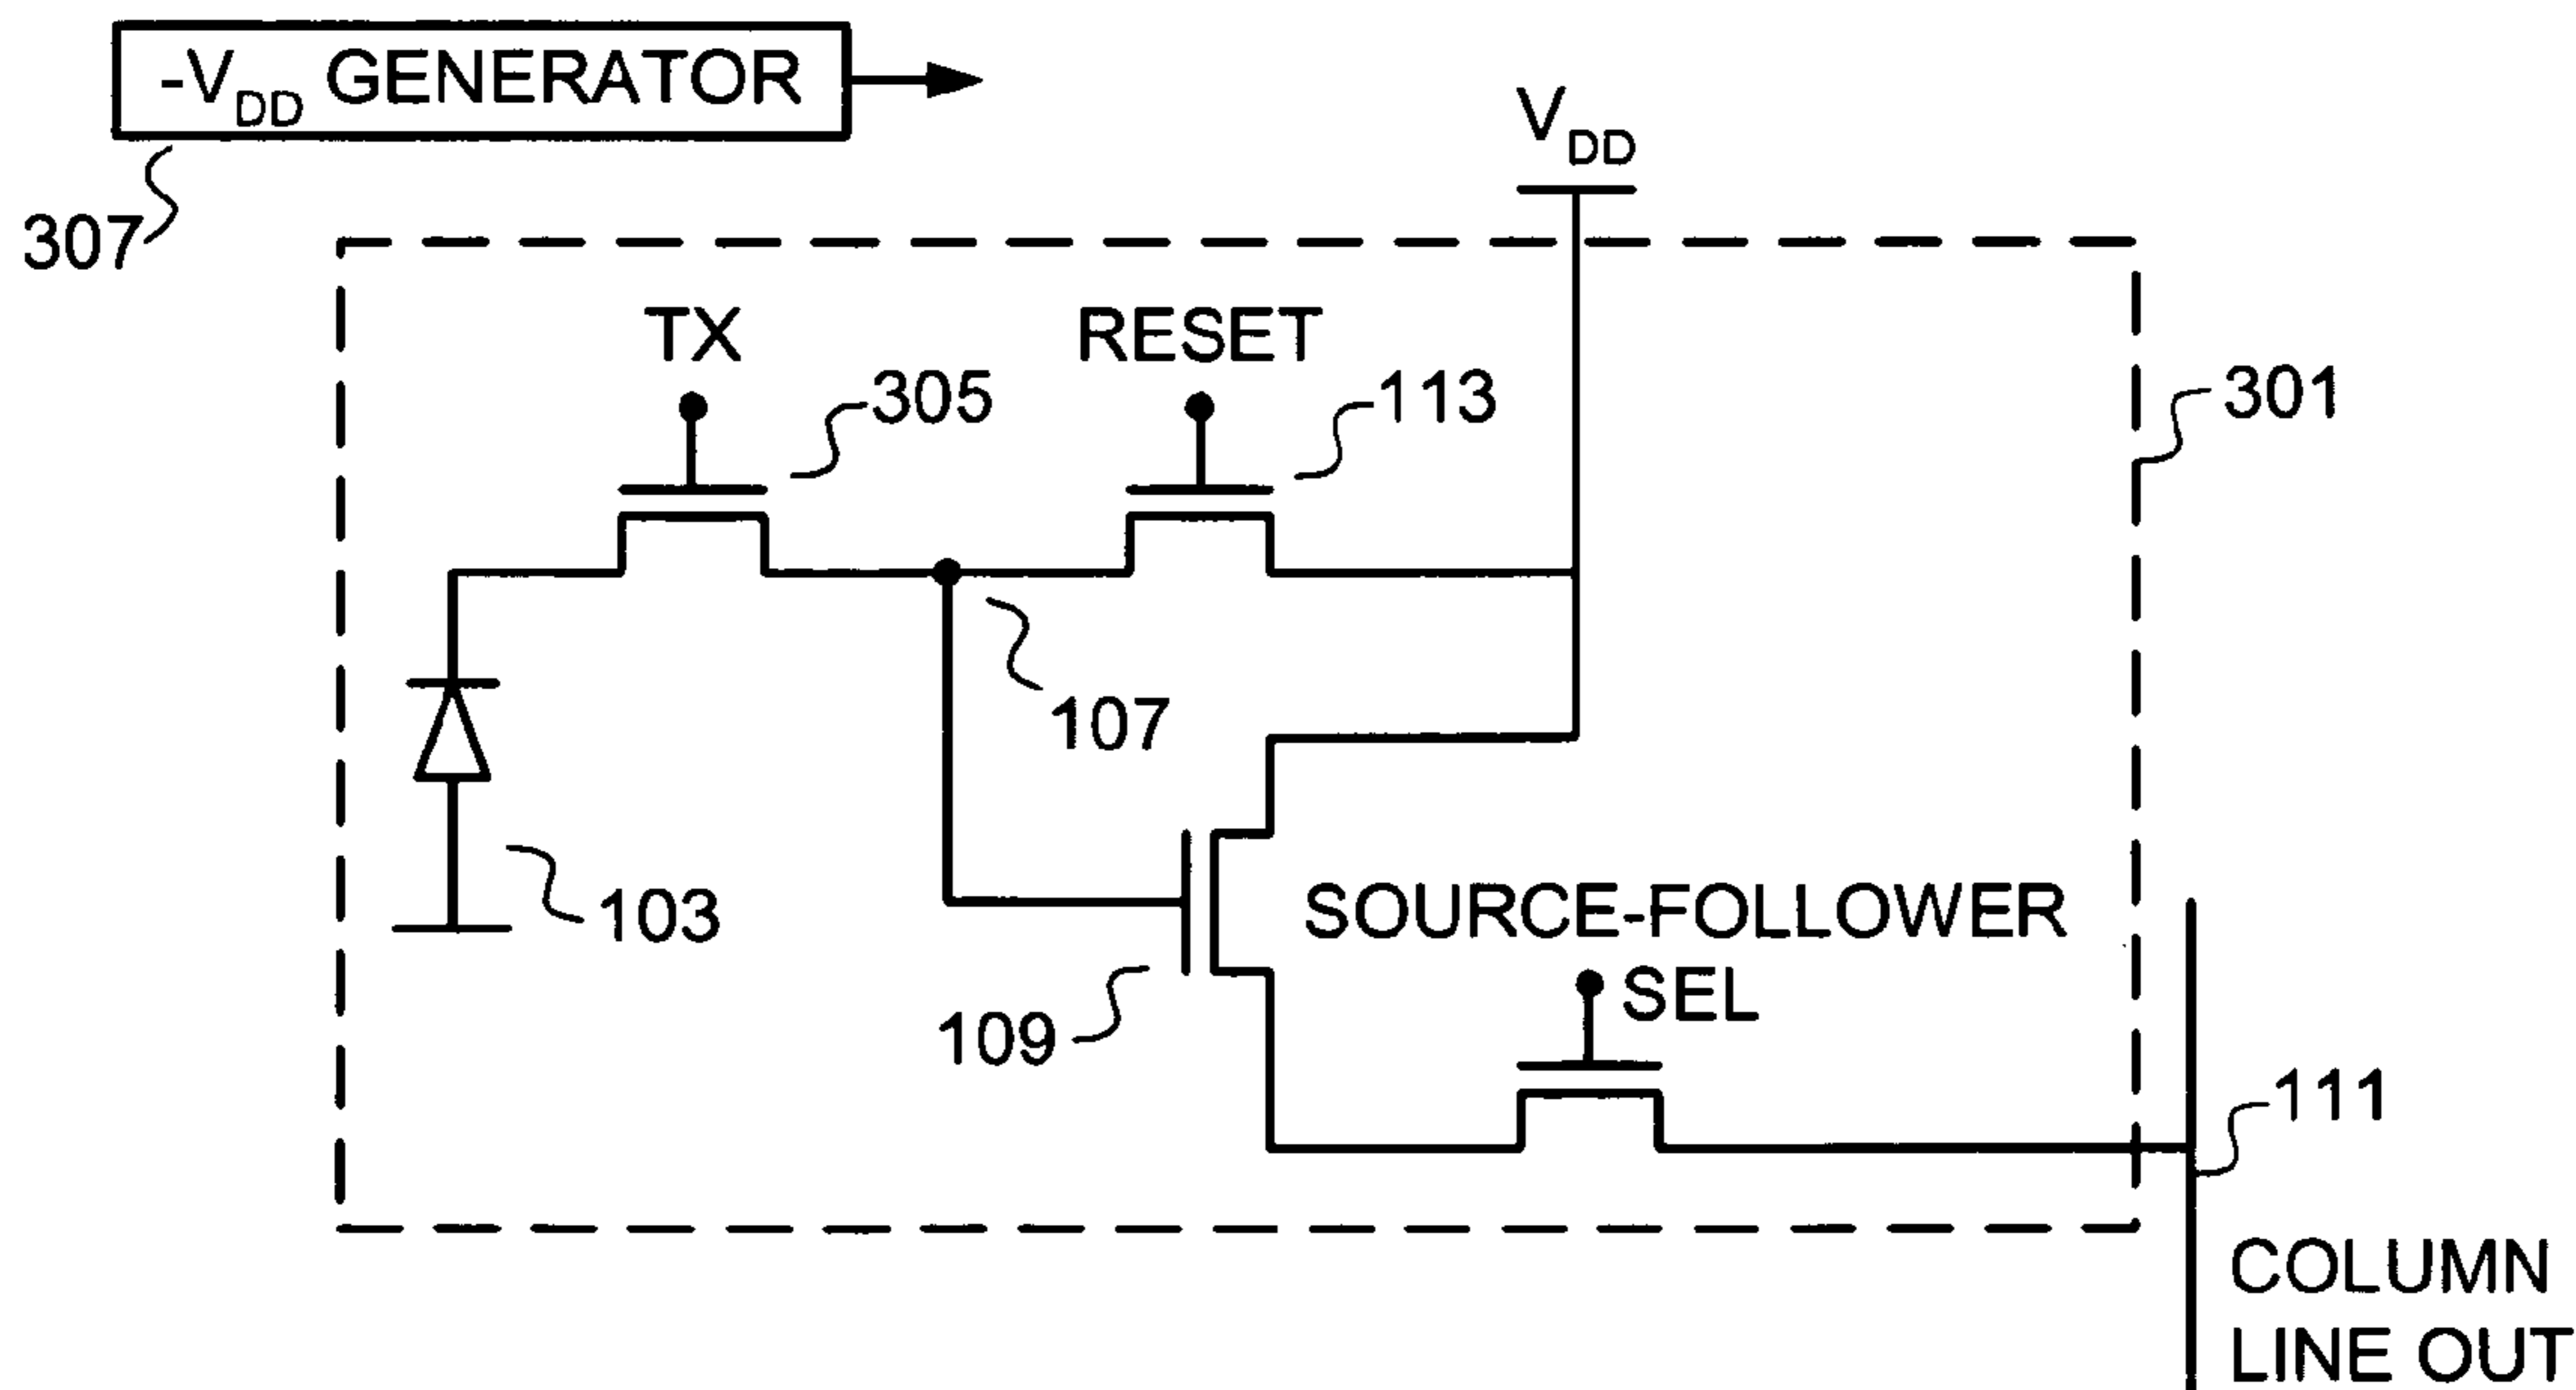 -VDD GENERATOR
307
VDD
TX
RESET
305
113
301
107
103
SOURCE-FOLLOWER
SEL
109
111
COLUMN
LINE OUT